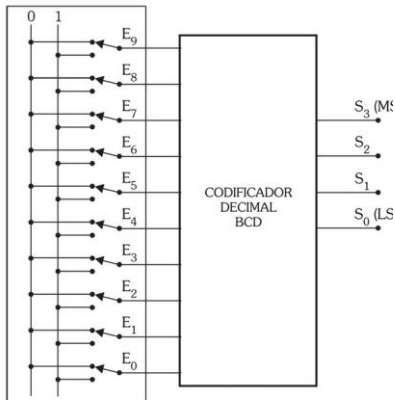 0 1
E9
E8
E7
S3 (MS
E6
S2
E5
S1
CODIFICADOR
DECIMAL
BCD
E4
S0 (LS
E3
E2
E1
E0